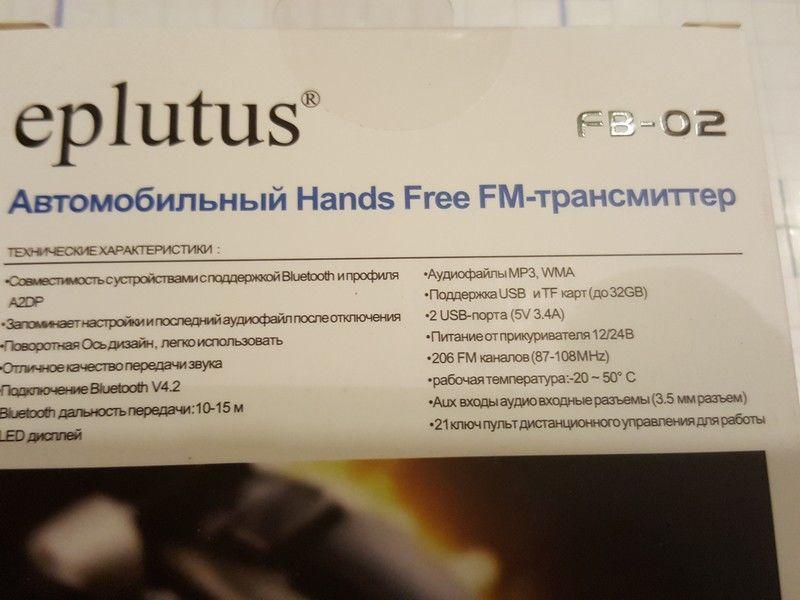 eplutus®
FB-02
Автомобильный Hands Free FM-трансмиттер
ТЕХНИЧЕСКИЕ ХАРАКТЕРИСТИКИ :
•Совместимость с устройствами с поддержкой Bluetooth и профиля
A2DP
•Запоминает настройки и последний аудиофайл после отключения
•Поворотная Ось дизайн, легко использовать
•Отличное качество передачи звука
•Подключение Bluetooth V4.2
Bluetooth дальность передачи:10-15 м
LED дисплей
•Аудиофайлы MP3, WMA
•Поддержка USB и TF карт (до 32GB)
•2 USB-порта (5V 3.4A)
•Питание от прикуривателя 12/24В
•206 FM каналов (87-108MHz)
•рабочая температура:-20 ~ 50° C
•Aux входы аудио входные разъемы (3.5 мм разъем)
•21 ключ пульт дистанционного управления для работы